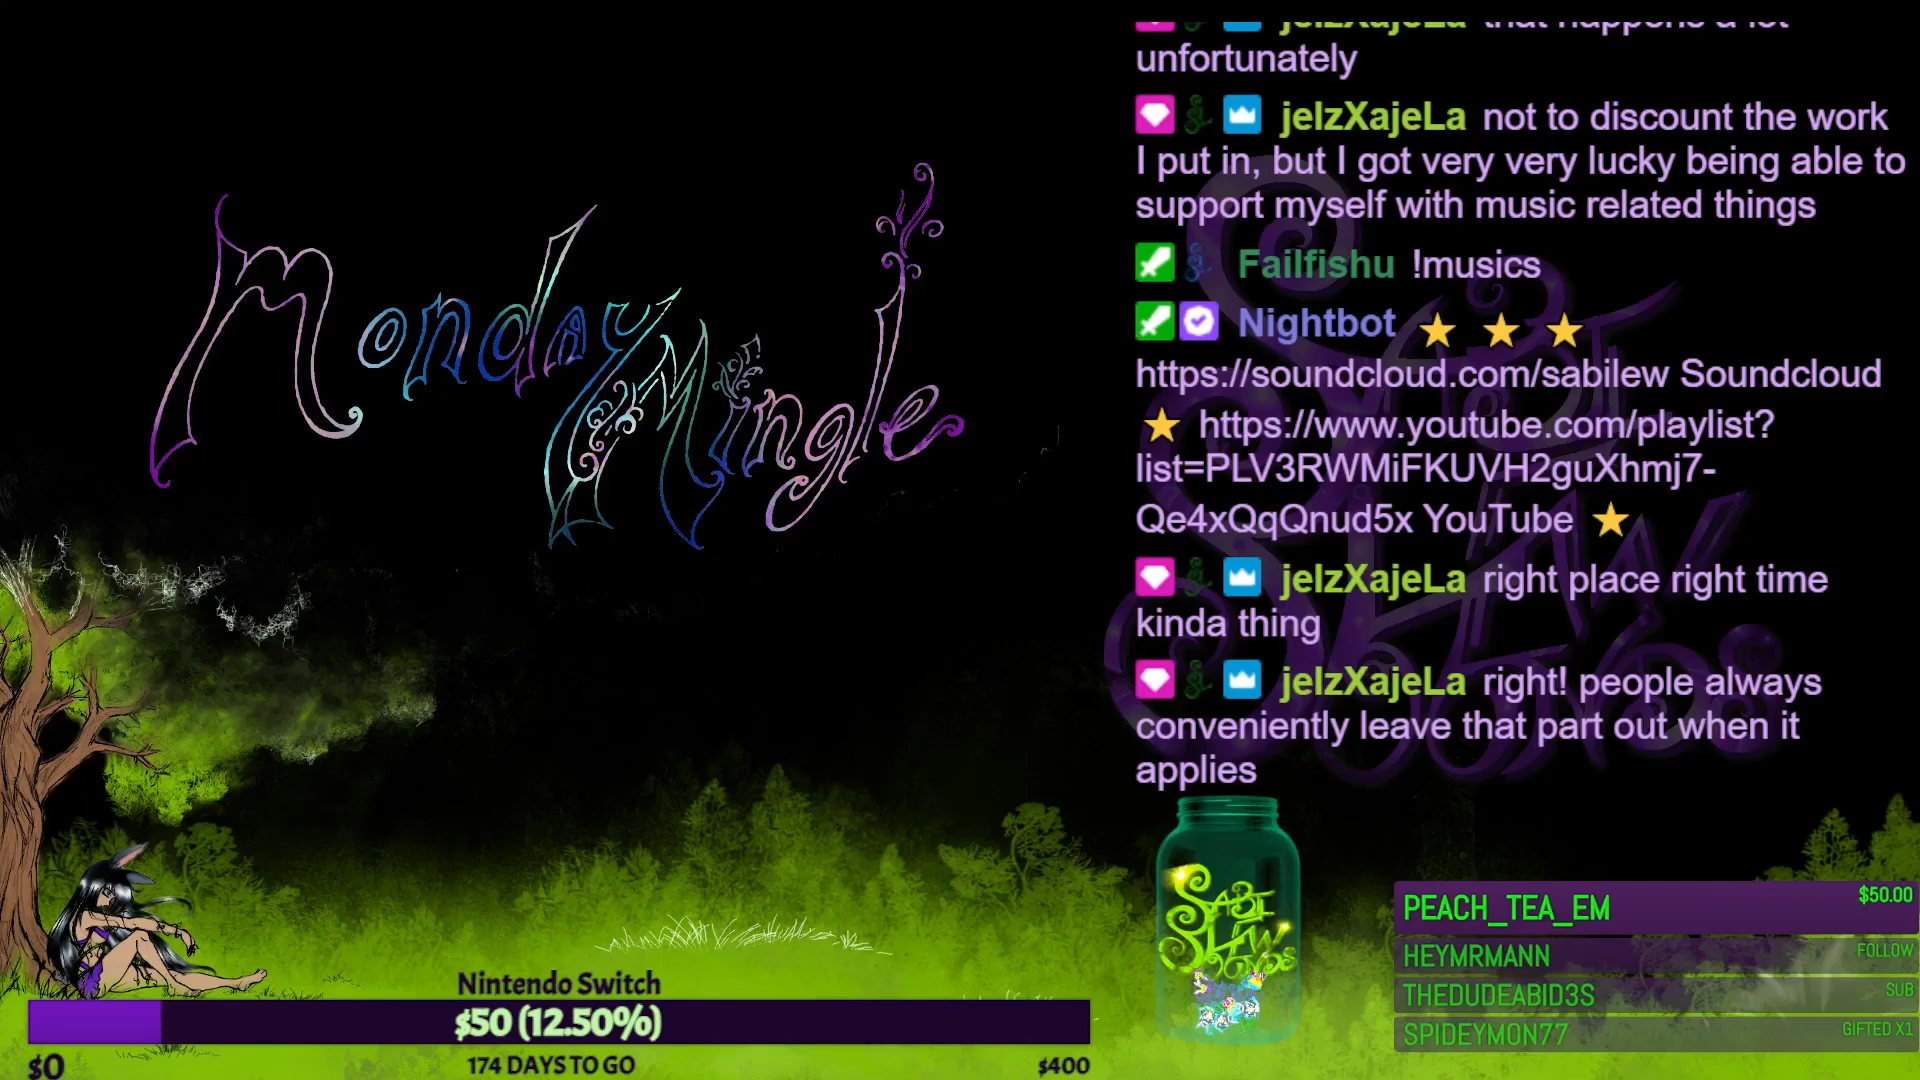 Monday
Mingle
jelzXajeLa that happens a lot
unfortunately
jelzXajeLa not to discount the work
I put in, but I got very very lucky being able to
support myself with music related things
Failfishu !musics
Nightbot ⭐ ⭐ ⭐
https://soundcloud.com/sabilew Soundcloud
⭐ https://www.youtube.com/playlist?
list=PLV3RWMiFKUVH2guXhmj7-
Qe4xQqQnud5x YouTube ⭐
jelzXajeLa right place right time
kinda thing
jelzXajeLa right! people always
conveniently leave that part out when it
applies
PEACH_TEA_EM $50.00
HEYMRMANN FOLLOW
THEDUDEABID3S SUB
SPIDEYMON77 GIFTED X1
Nintendo Switch
$50 (12.50%)
$0 174 DAYS TO GO $400